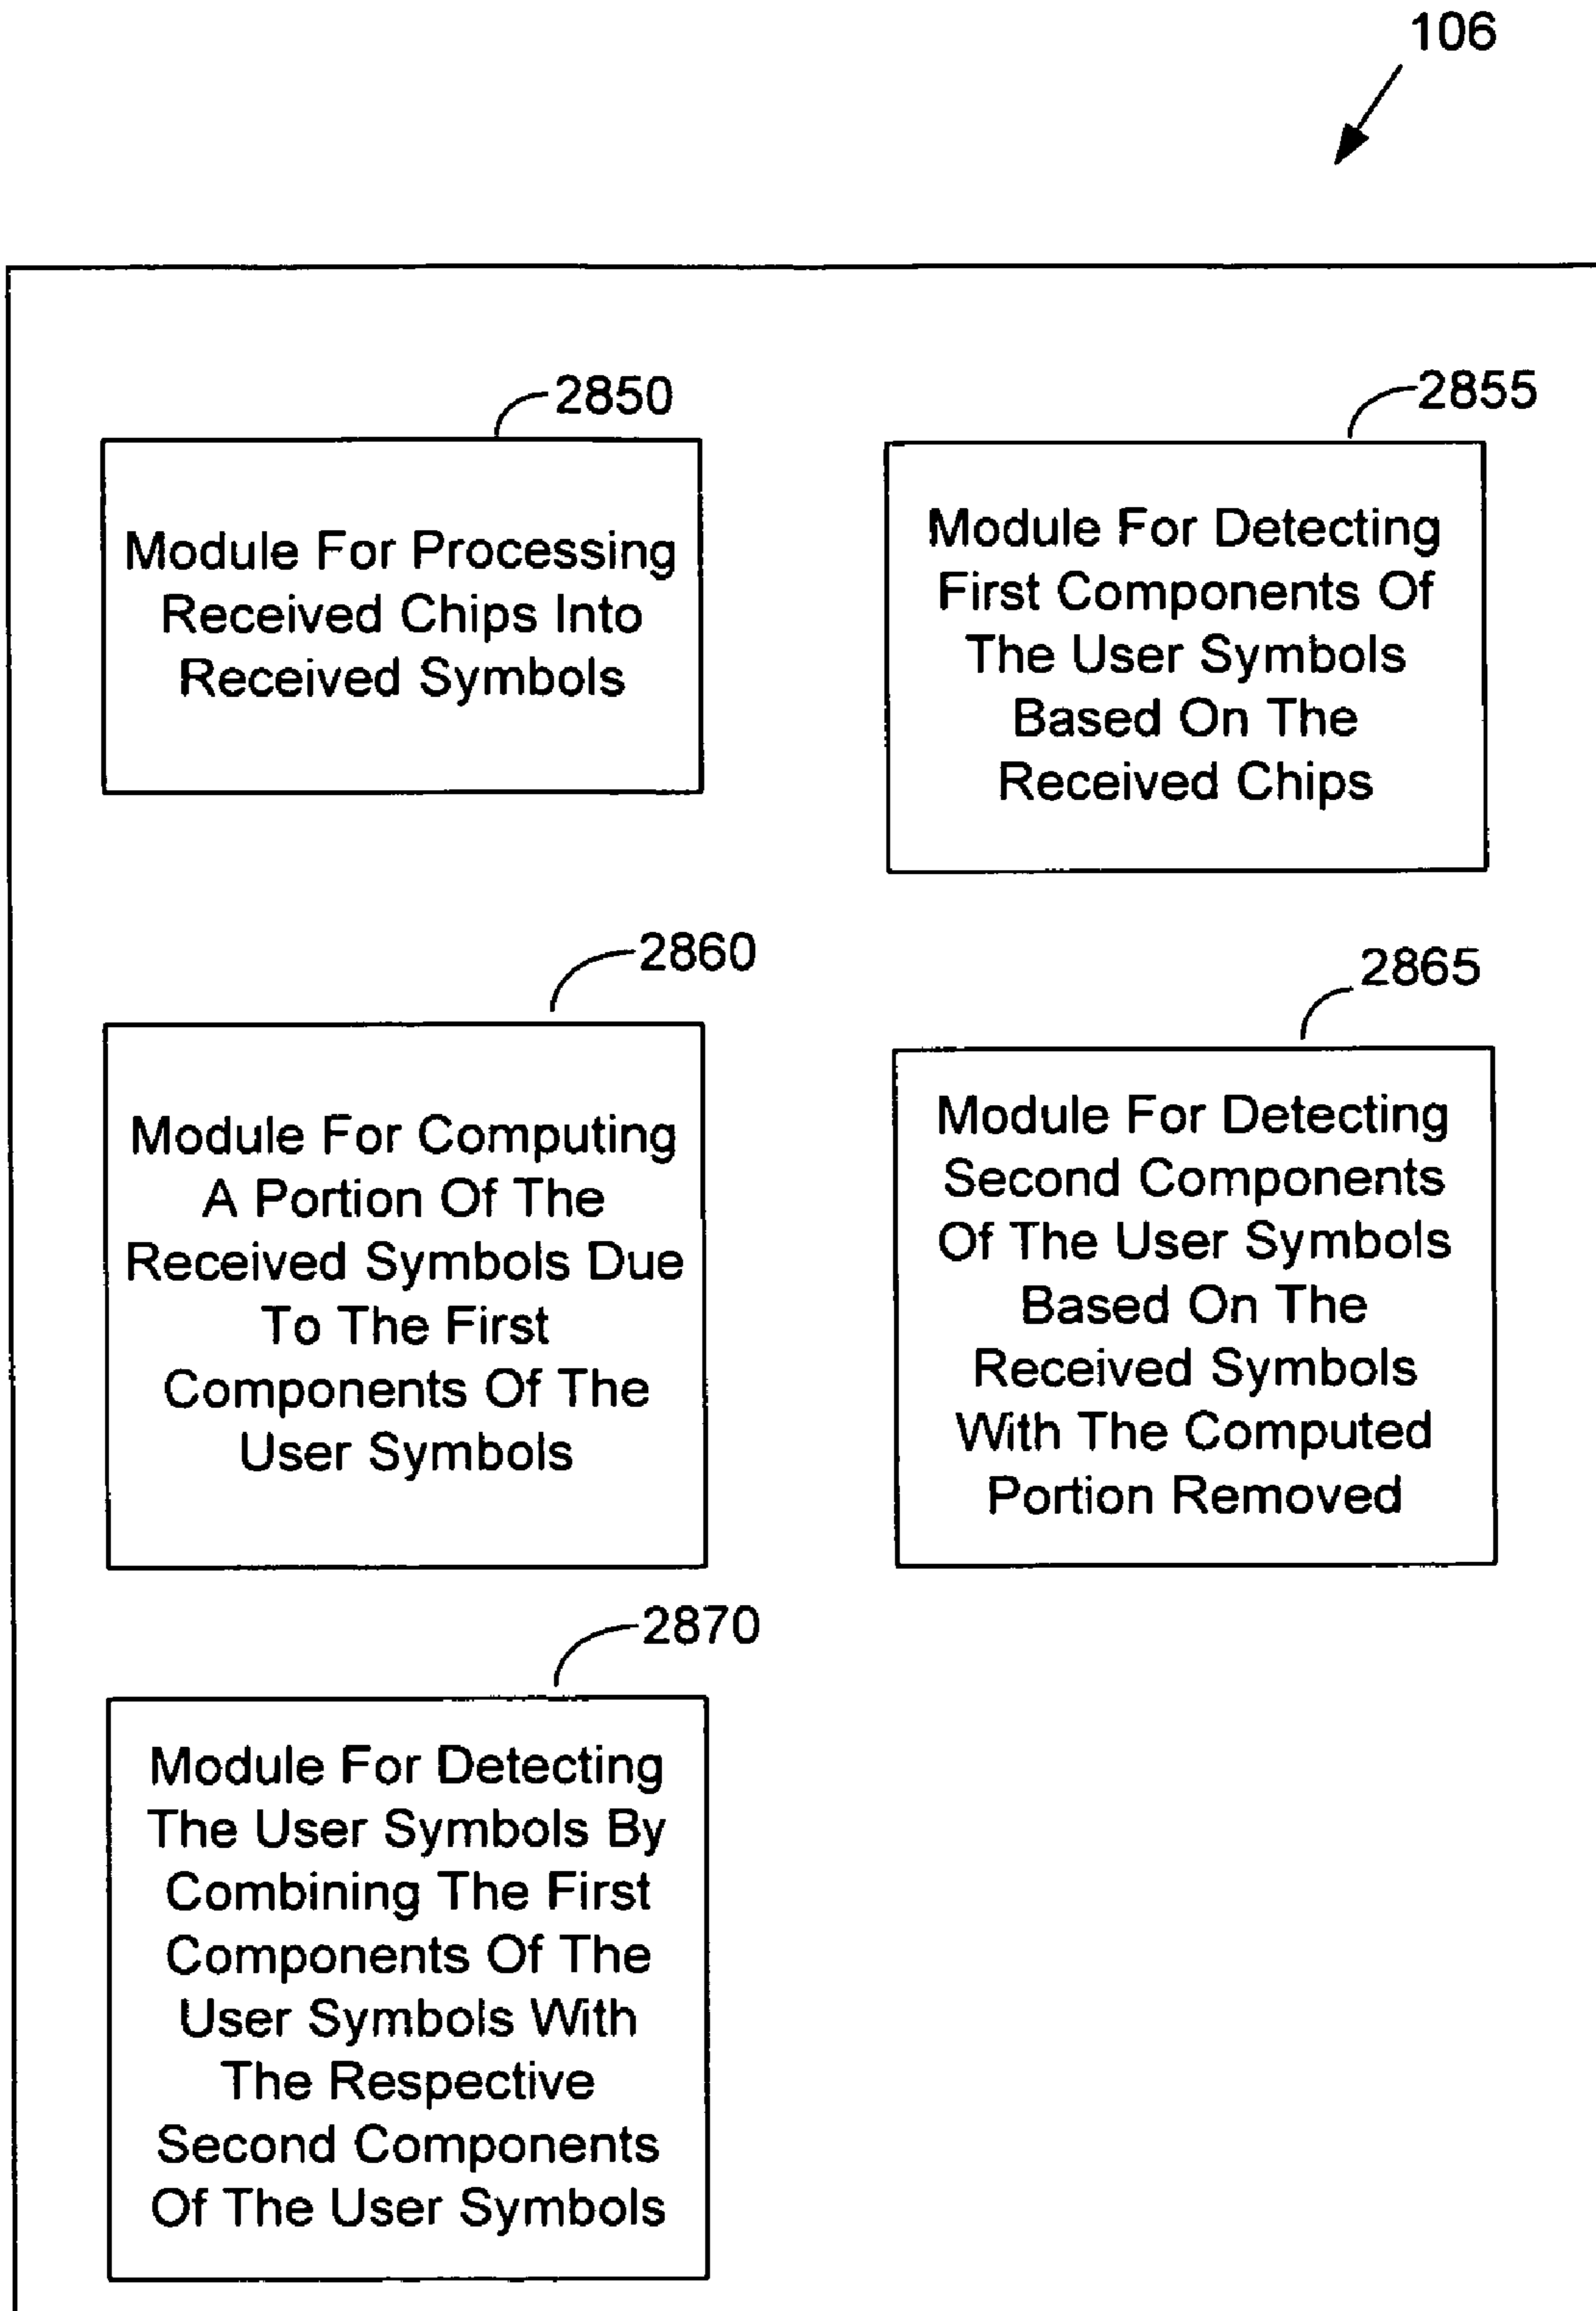 106
2850
Module For Processing
Received Chips Into
Received Symbols
2855
Module For Detecting
First Components Of
The User Symbols
Based On The
Received Chips
2860
Module For Computing
A Portion Of The
Received Symbols Due
To The First
Components Of The
User Symbols
2865
Module For Detecting
Second Components
Of The User Symbols
Based On The
Received Symbols
With The Computed
Portion Removed
2870
Module For Detecting
The User Symbols By
Combining The First
Components Of The
User Symbols With
The Respective
Second Components
Of The User Symbols